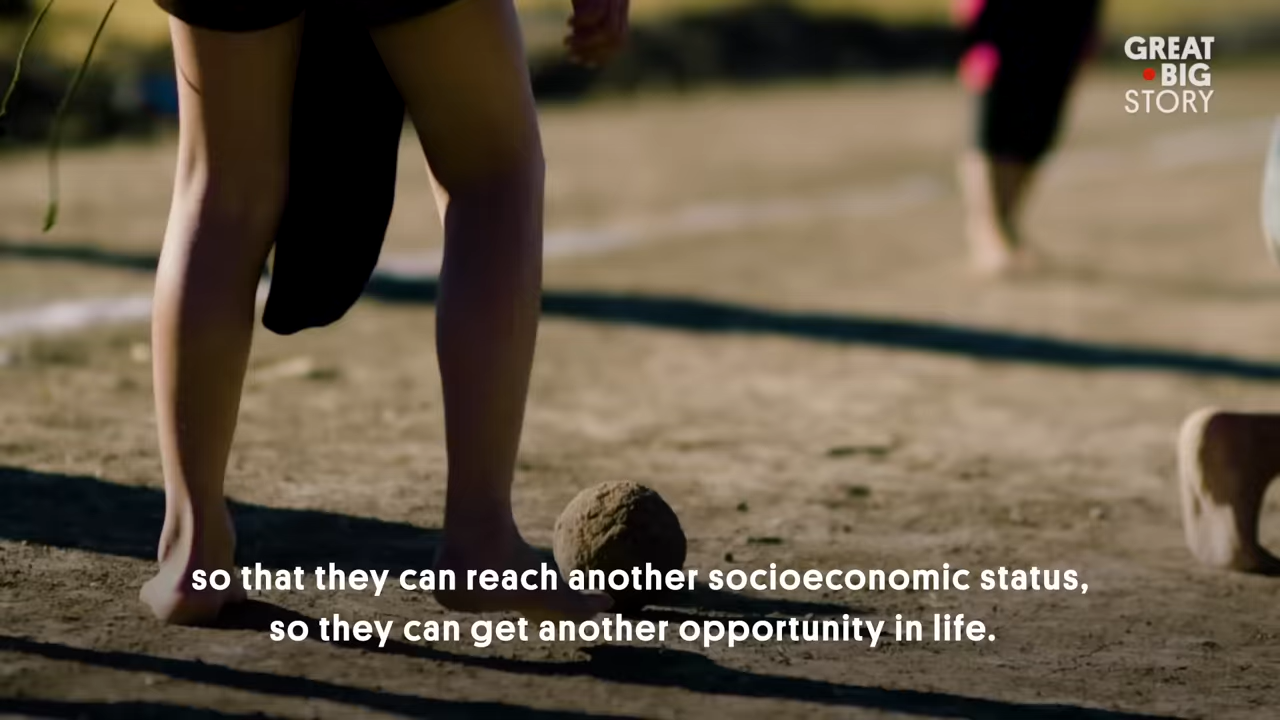 GREAT
BIG
STORY
so that they can reach another socioeconomic status,
so they can get another opportunity in life.